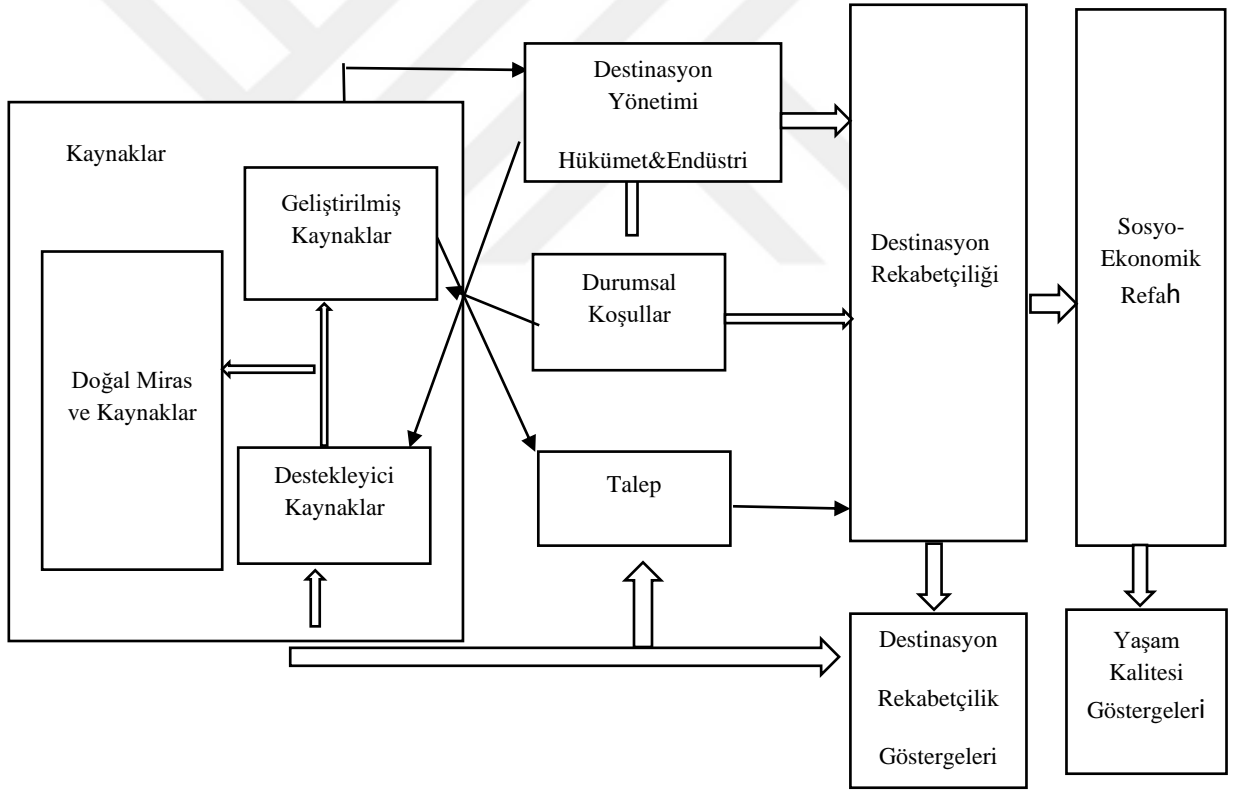 Kaynaklar
Geliştirilmiş
Kaynaklar
Doğal Miras
ve Kaynaklar
Destekleyici
Kaynaklar
Destinasyon
Yönetimi
Hükümet&Endüstri
Durumsal
Koşullar
Talep
Destinasyon
Rekabetçiliği
Sosyo-
Ekonomik
Refah
Destinasyon
Rekabetçilik
Göstergeleri
Yaşam
Kalitesi
Göstergeleri